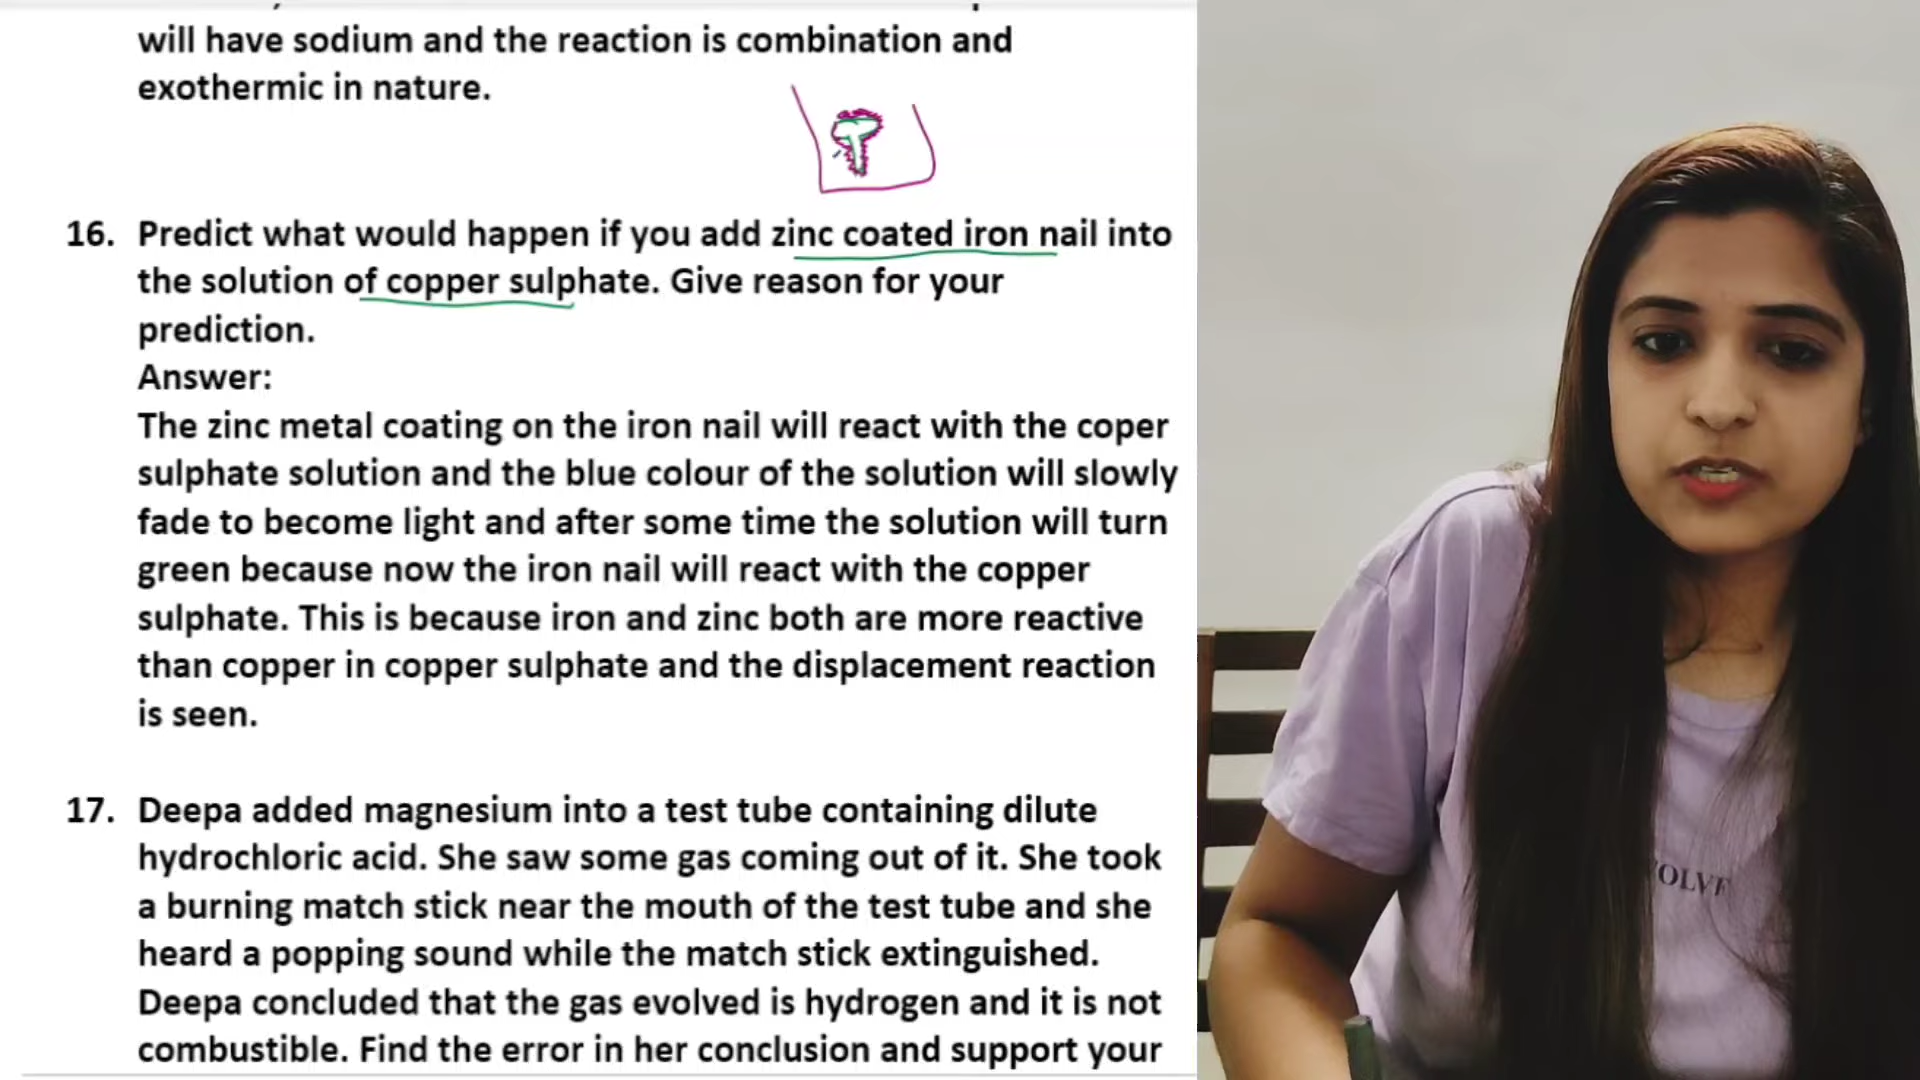 will have sodium and the reaction is combination and
exothermic in nature.
16. Predict what would happen if you add zinc coated iron nail into
the solution of copper sulphate. Give reason for your
prediction.
Answer:
The zinc metal coating on the iron nail will react with the coper
sulphate solution and the blue colour of the solution will slowly
fade to become light and after some time the solution will turn
green because now the iron nail will react with the copper
sulphate. This is because iron and zinc both are more reactive
than copper in copper sulphate and the displacement reaction
is seen.
17. Deepa added magnesium into a test tube containing dilute
hydrochloric acid. She saw some gas coming out of it. She took
a burning match stick near the mouth of the test tube and she
heard a popping sound while the match stick extinguished.
Deepa concluded that the gas evolved is hydrogen and it is not
combustible. Find the error in her conclusion and support your